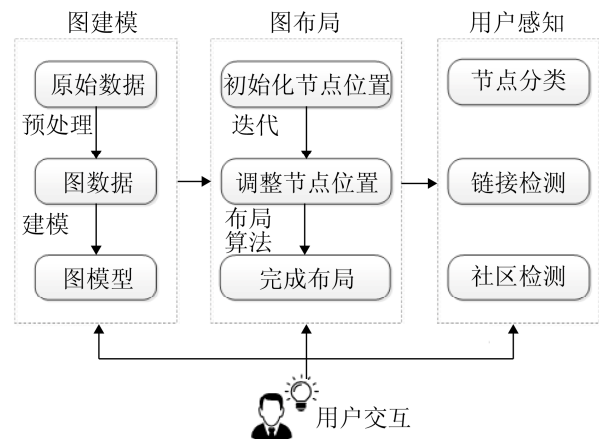 图建模
原始数据
预处理
图数据
建模
图模型
图布局
初始化节点位置
迭代
调整节点位置
布局
算法
完成布局
用户感知
节点分类
链接检测
社区检测
用户交互